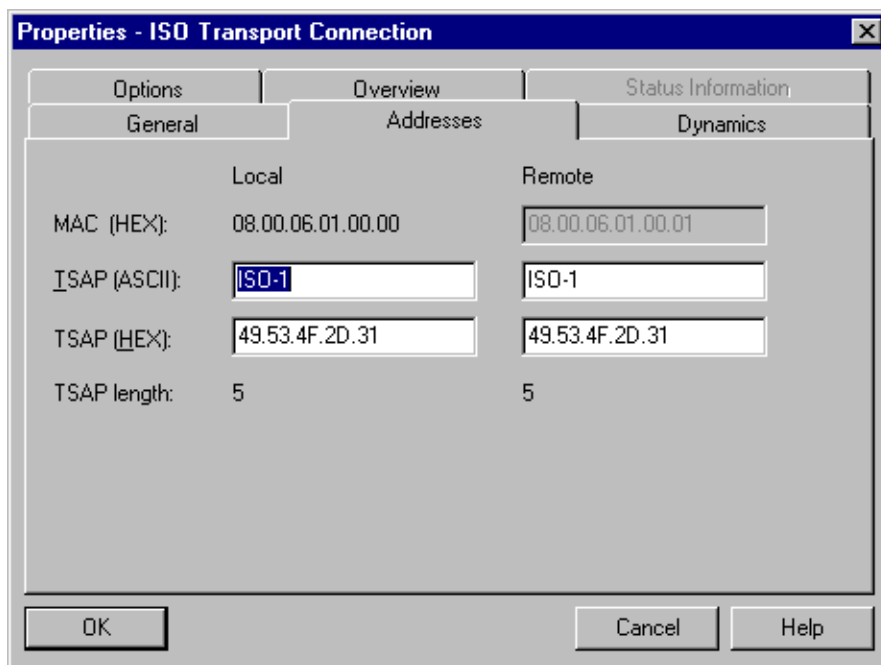 Properties - ISO Transport Connection
Options Overview Status Information
General Addresses Dynamics
Local Remote
MAC (HEX): 08.00.06.01.00.00 08.00.06.01.00.01
TSAP (ASCII): ISO-1 ISO-1
TSAP (HEX): 49.53.4F.2D.31 49.53.4F.2D.31
TSAP length: 5 5
OK Cancel Help